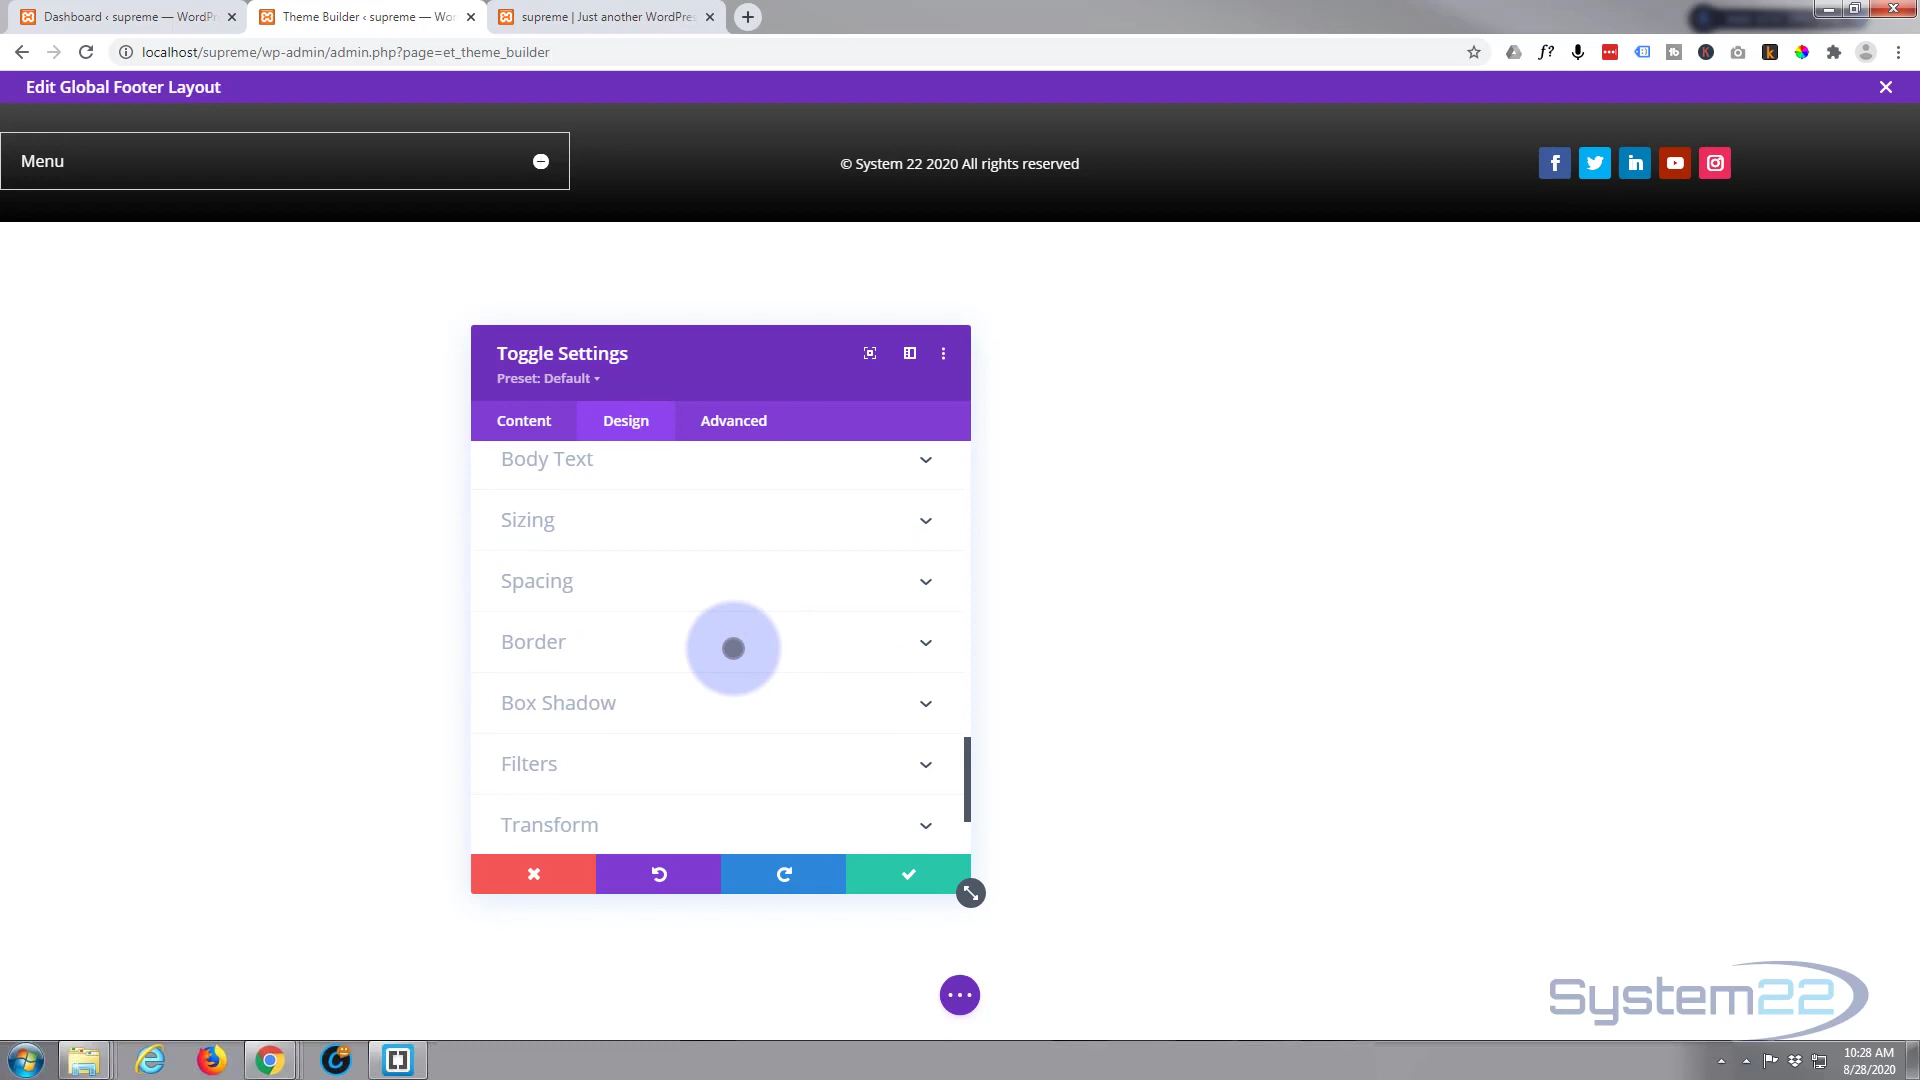 Dashboard ‹ supreme — WordPr
Theme Builder ‹ supreme — Wor
supreme | Just another WordPres
localhost/supreme/wp-admin/admin.php?page=et_theme_builder
Edit Global Footer Layout
Menu
© System 22 2020 All rights reserved
Toggle Settings
Preset: Default
Content
Design
Advanced
Body Text
Sizing
Spacing
Border
Box Shadow
Filters
Transform
System22
10:28 AM
8/28/2020